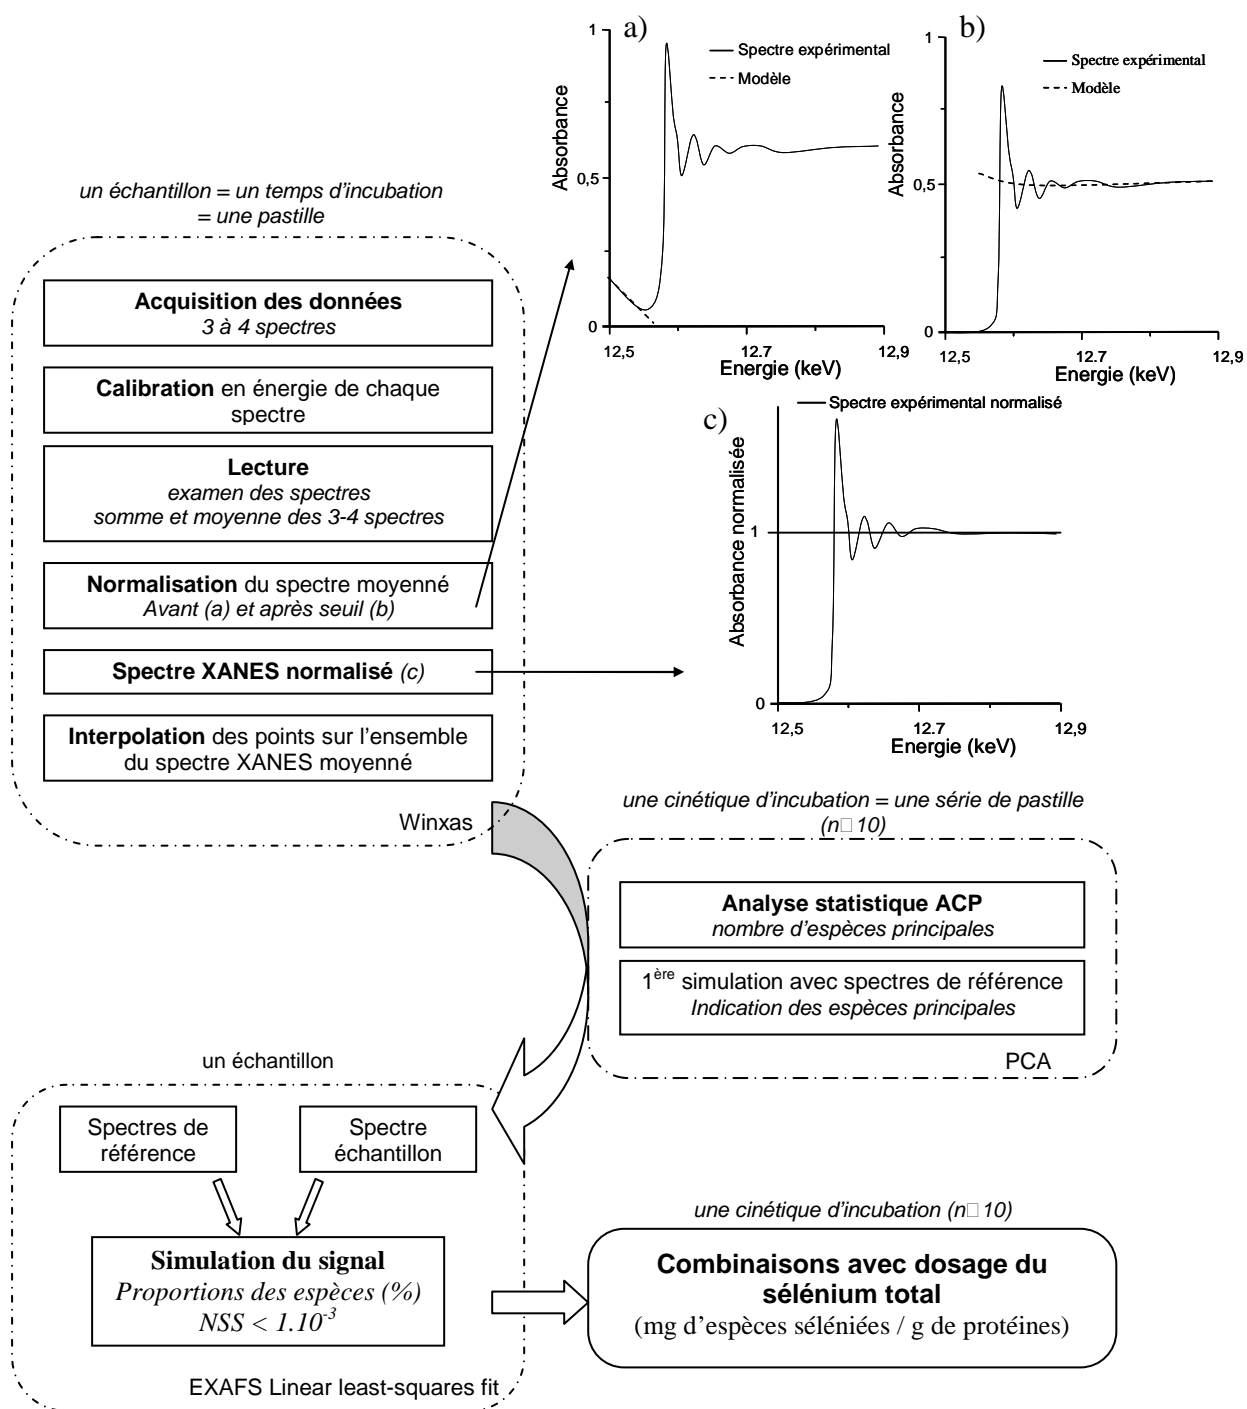 a)
1
0,5
0
Absorbance
Spectre expérimental
Modèle
12,5
12.7
12,9
Energie (keV)
b)
1
0,5
0
Absorbance
Spectre expérimental
Modèle
12,5
12.7
12,9
Energie (keV)
c)
Spectre expérimental normalisé
Absorbance normalisée
1
0
12,5
12.7
12,9
Energie (keV)
un échantillon = un temps d'incubation
= une pastille
Acquisition des données
3 à 4 spectres
Calibration en énergie de chaque
spectre
Lecture
examen des spectres
somme et moyenne des 3-4 spectres
Normalisation du spectre moyenné
Avant (a) et après seuil (b)
Spectre XANES normalisé (c)
Interpolation des points sur l'ensemble
du spectre XANES moyenné
Winxas
une cinétique d'incubation = une série de pastille
(n□ 10)
Analyse statistique ACP
nombre d'espèces principales
1ère simulation avec spectres de référence
Indication des espèces principales
PCA
un échantillon
Spectres de
référence
Spectre
échantillon
Simulation du signal
Proportions des espèces (%)
NSS < 1.10-3
EXAFS Linear least-squares fit
une cinétique d'incubation (n□ 10)
Combinaisons avec dosage du
sélénium total
(mg d'espèces séléniées / g de protéines)